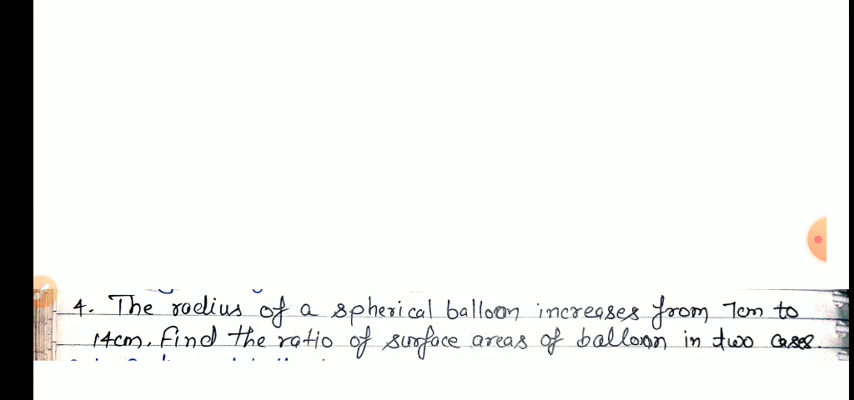 4. The radius of a spherical balloon increases from 7cm to
14cm. Find the ratio of surface areas of balloon in two cases.